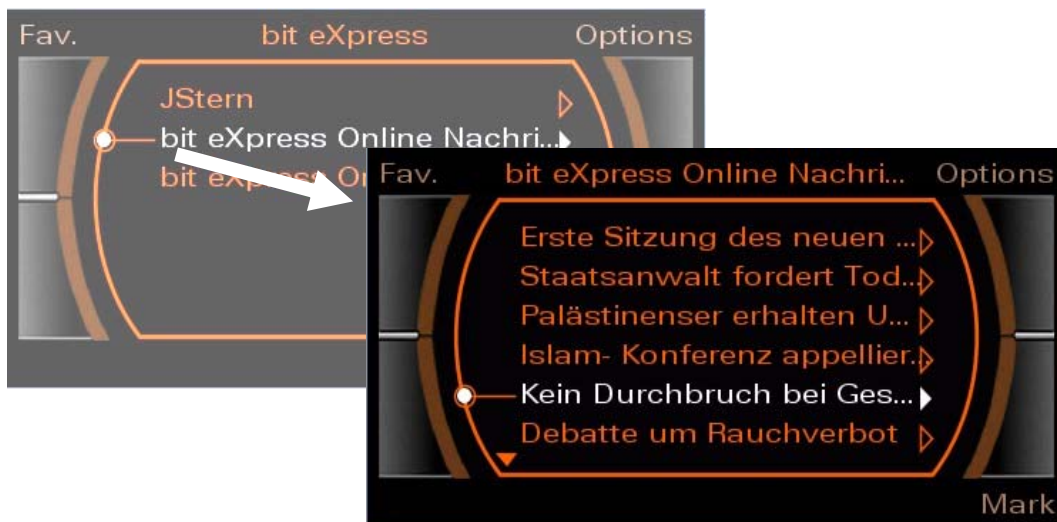 Fav. bit eXpress Options
JStern
bit eXpress Online Nachri...
bit eXpress On
Fav. bit eXpress Online Nachri... Options
Erste Sitzung des neuen ...
Staatsanwalt fordert Tod...
Palästinenser erhalten U...
Islam- Konferenz appellier..
Kein Durchbruch bei Ges...
Debatte um Rauchverbot
Mark